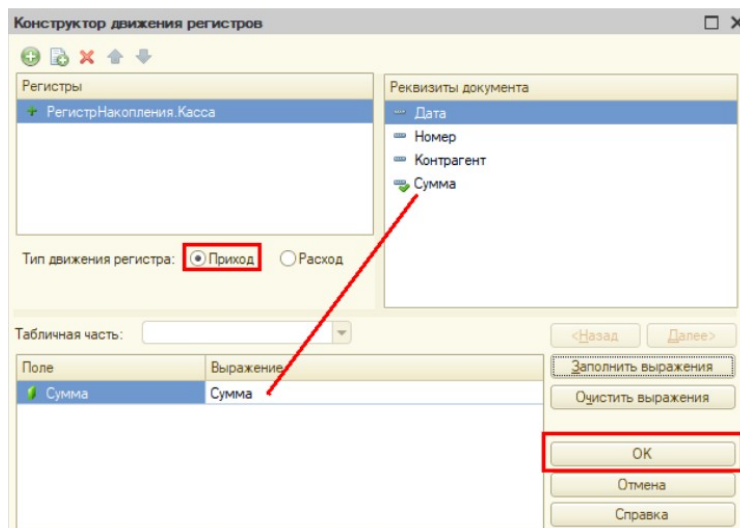 Конструктор движения регистров
Регистры
РегистрНакопления.Касса
Реквизиты документа
Дата
Номер
Контрагент
Сумма
Тип движения регистра: Приход Расход
Табличная часть:
<Назад Далее>
Поле Выражение
Сумма Сумма
Заполнить выражения
Очистить выражения
OK
Отмена
Справка